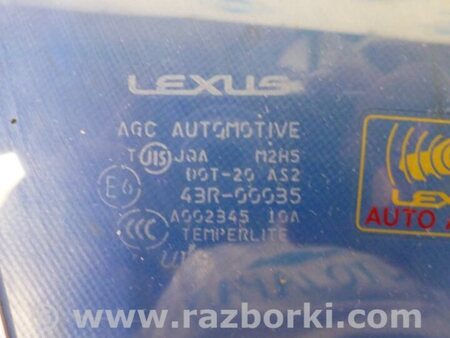 LEXUS
AGC AUTOMOTIVE
T JIS JQA M2H5
DOT-20 AS2
E6 43R-00035
CCC A002345 10A
TEMPERLITE
LEX
AUTO A
© www.razborki.com